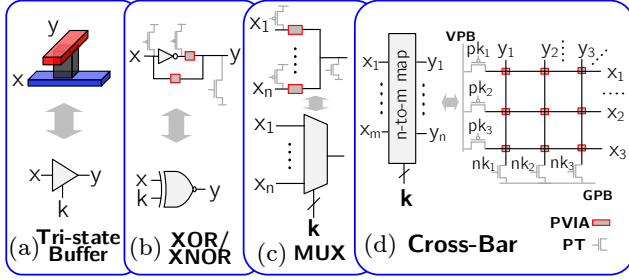 y
x
x
y
k
(a) Tri-state Buffer
x
y
x
k
y
(b) XOR/ XNOR
x1
xn
x1
xn
k
(c) MUX
x1
xm
n-to-m map
y1
yn
k
VPB
pk1
pk2
pk3
y1
y2
y3
x1
x2
x3
nk1
nk2
nk3
GPB
PVIA
PT
(d) Cross-Bar